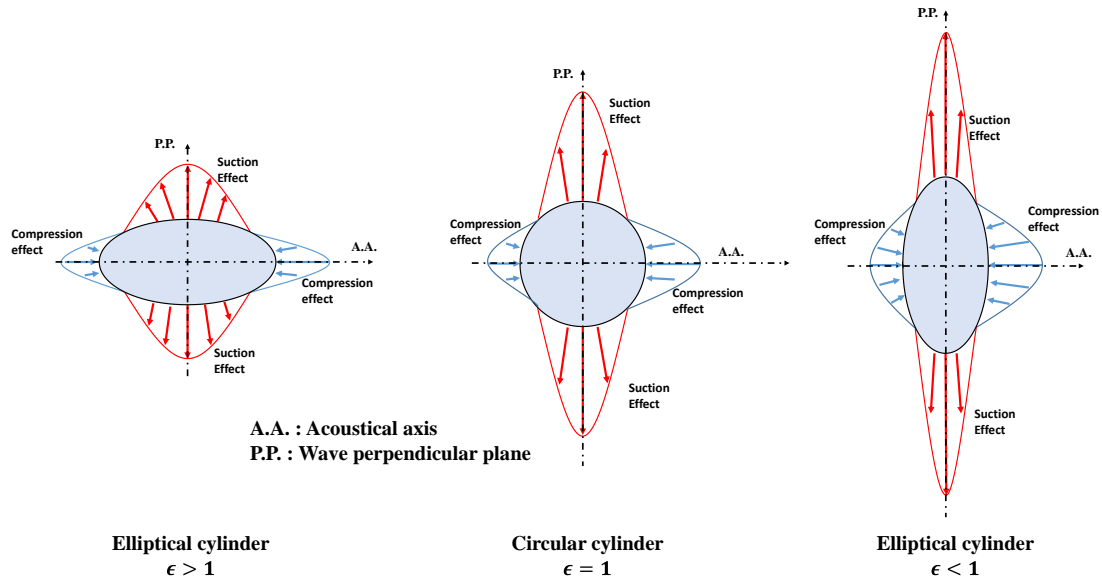 P.P.
Suction
Effect
Compression
effect
A.A.
Compression
effect
Suction
Effect
P.P.
Suction
Effect
Compression
effect
A.A.
Compression
effect
Suction
Effect
P.P.
Suction
Effect
Compression
effect
Compression
effect
A.A.
Suction
Effect
A.A. : Acoustical axis
P.P. : Wave perpendicular plane
Elliptical cylinder
ϵ > 1
Circular cylinder
ϵ = 1
Elliptical cylinder
ϵ < 1